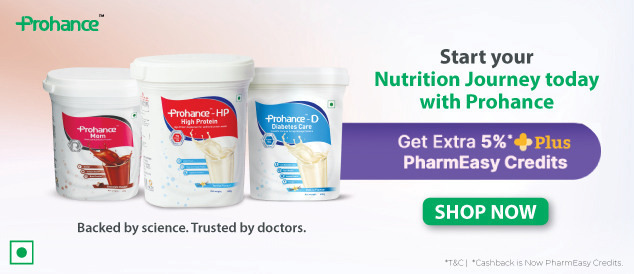 Prohance™
Start your
Nutrition Journey today
with Prohance
Get Extra 5%* Plus
PharmEasy Credits
SHOP NOW
Prohance
Mom
Prohance - HP
High Protein
Prohance - D
Diabetes Care
Backed by science. Trusted by doctors.
*T&C | *Cashback is Now PharmEasy Credits.